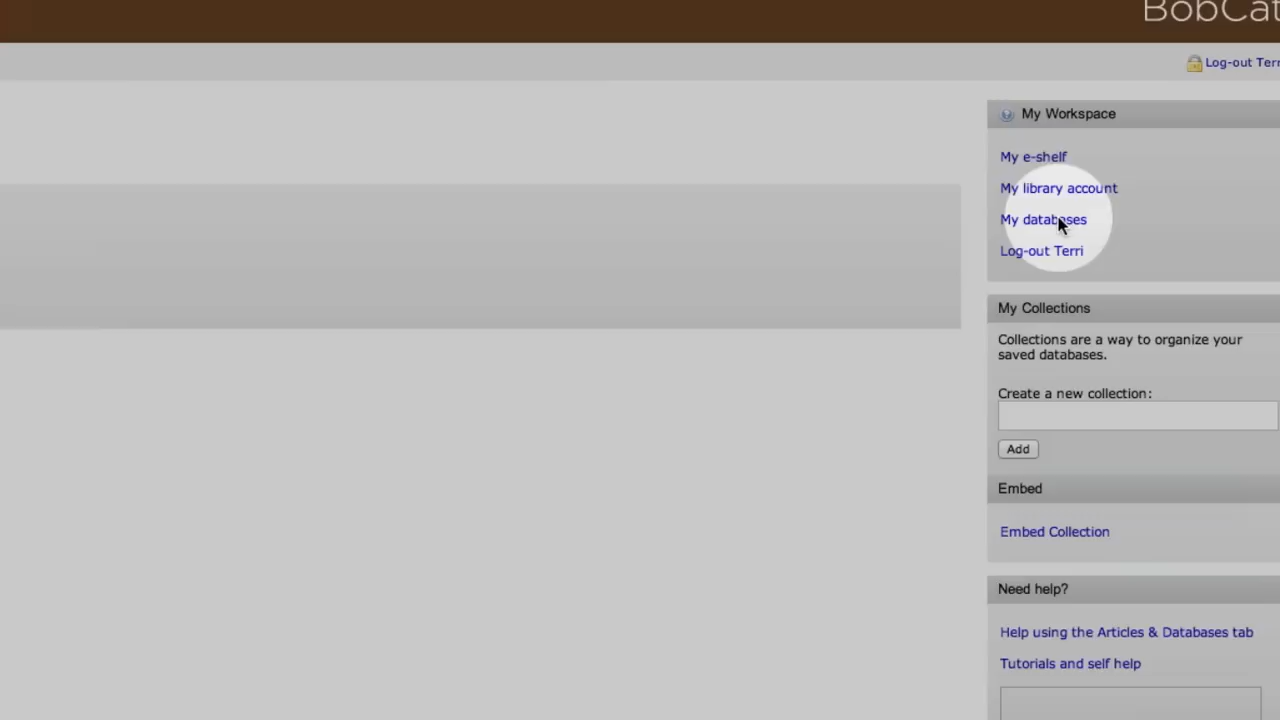 BobCat
Log-out Terr
My Workspace
My e-shelf
My library account
My databases
Log-out Terri
My Collections
Collections are a way to organize your
saved databases.
Create a new collection:
Add
Embed
Embed Collection
Need help?
Help using the Articles & Databases tab
Tutorials and self help